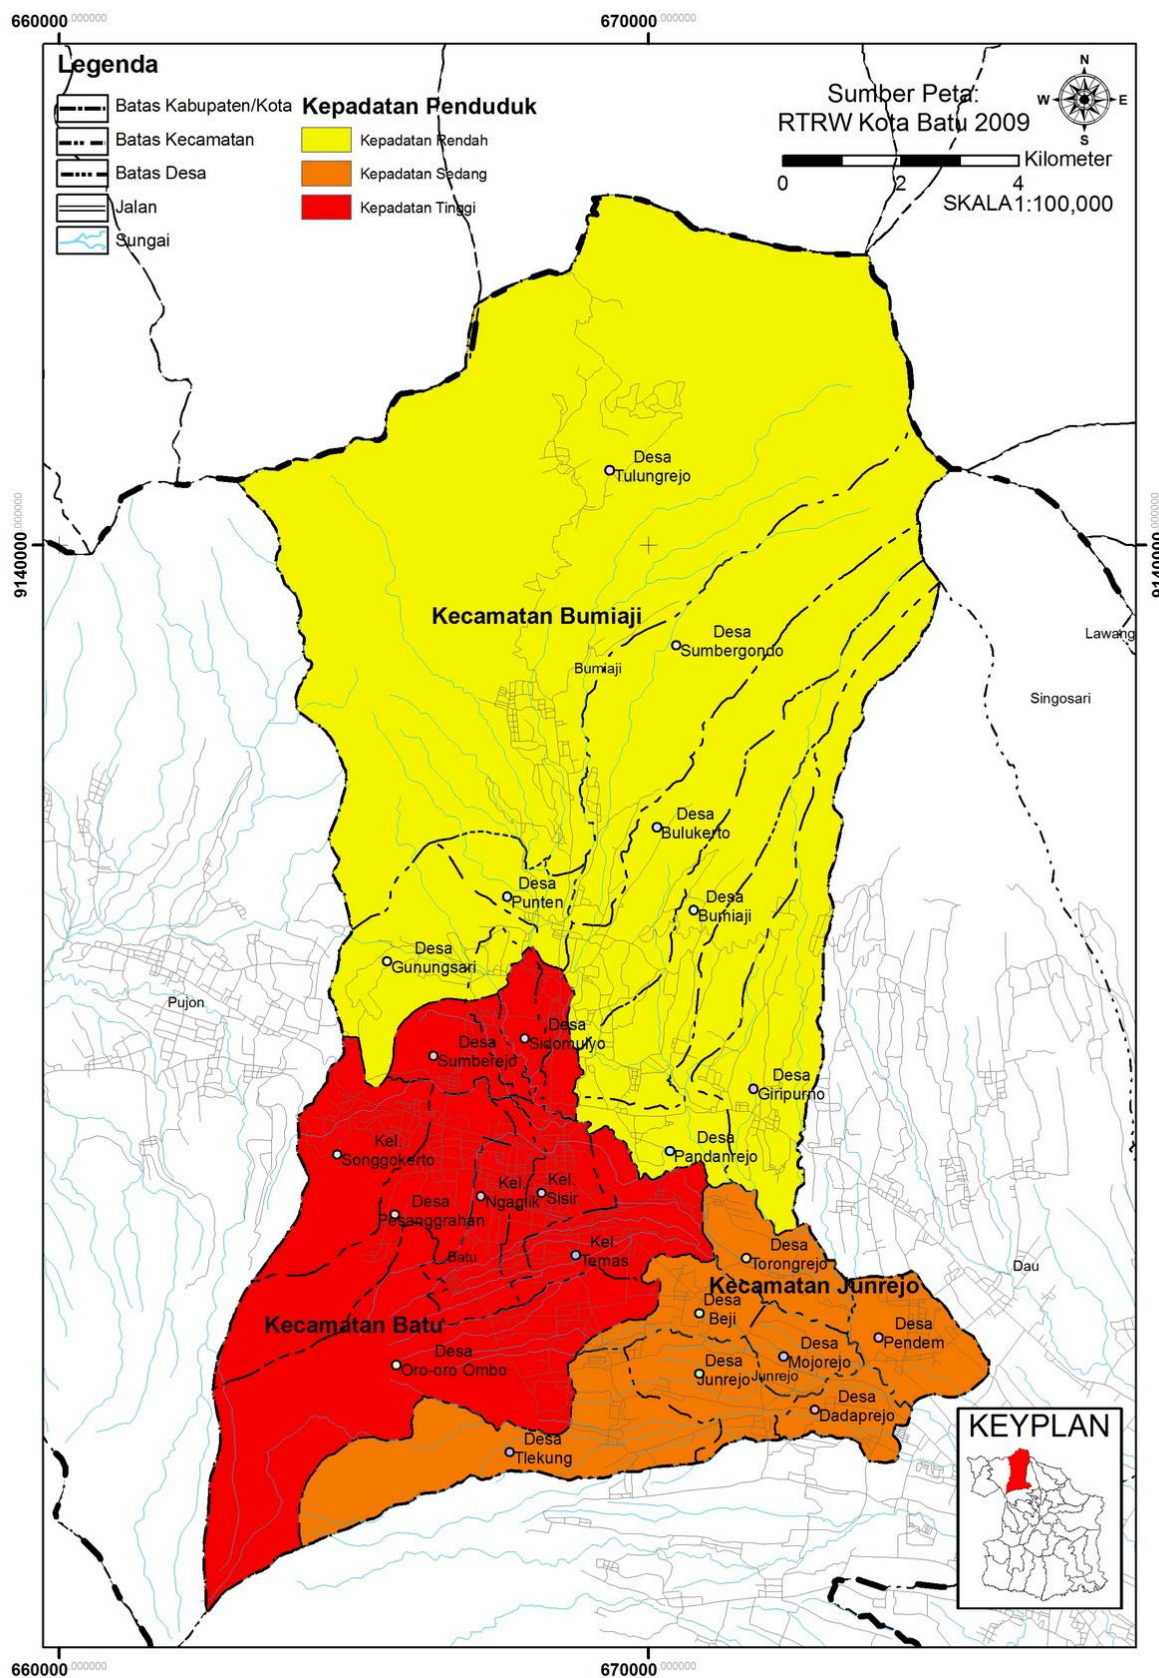 660000.000000
670000.000000
Legenda
Batas Kabupaten/Kota
Batas Kecamatan
Batas Desa
Jalan
Sungai
Kepadatan Penduduk
Kepadatan Rendah
Kepadatan Sedang
Kepadatan Tinggi
Sumber Peta:
RTRW Kota Batu 2009
N
W
E
S
Kilometer
0
2
4
SKALA1:100,000
9140000.000000
9140000.000000
Desa
Tulungrejo
Kecamatan Bumiaji
Desa
Sumbergondo
Bumiaji
Lawang
Singosari
Desa
Bulukerto
Desa
Punten
Desa
Bumiaji
Desa
Gunungsari
Pujon
Desa
Sidomulyo
Desa
Sumberejo
Desa
Giripurno
Kel.
Songgokerto
Desa
Pandanrejo
Kel.
Ngaglik
Kel.
Sisir
Desa
Pesanggrahan
Batu
Kel.
Temas
Desa
Torongrejo
Dau
Kecamatan Junrejo
Desa
Beji
Kecamatan Batu
Desa
Pendem
Desa
Mojorejo
Desa
Oro-oro Ombo
Desa
Junrejo
Junrejo
Desa
Dadaprejo
Desa
Tlekung
KEYPLAN
660000.000000
670000.000000